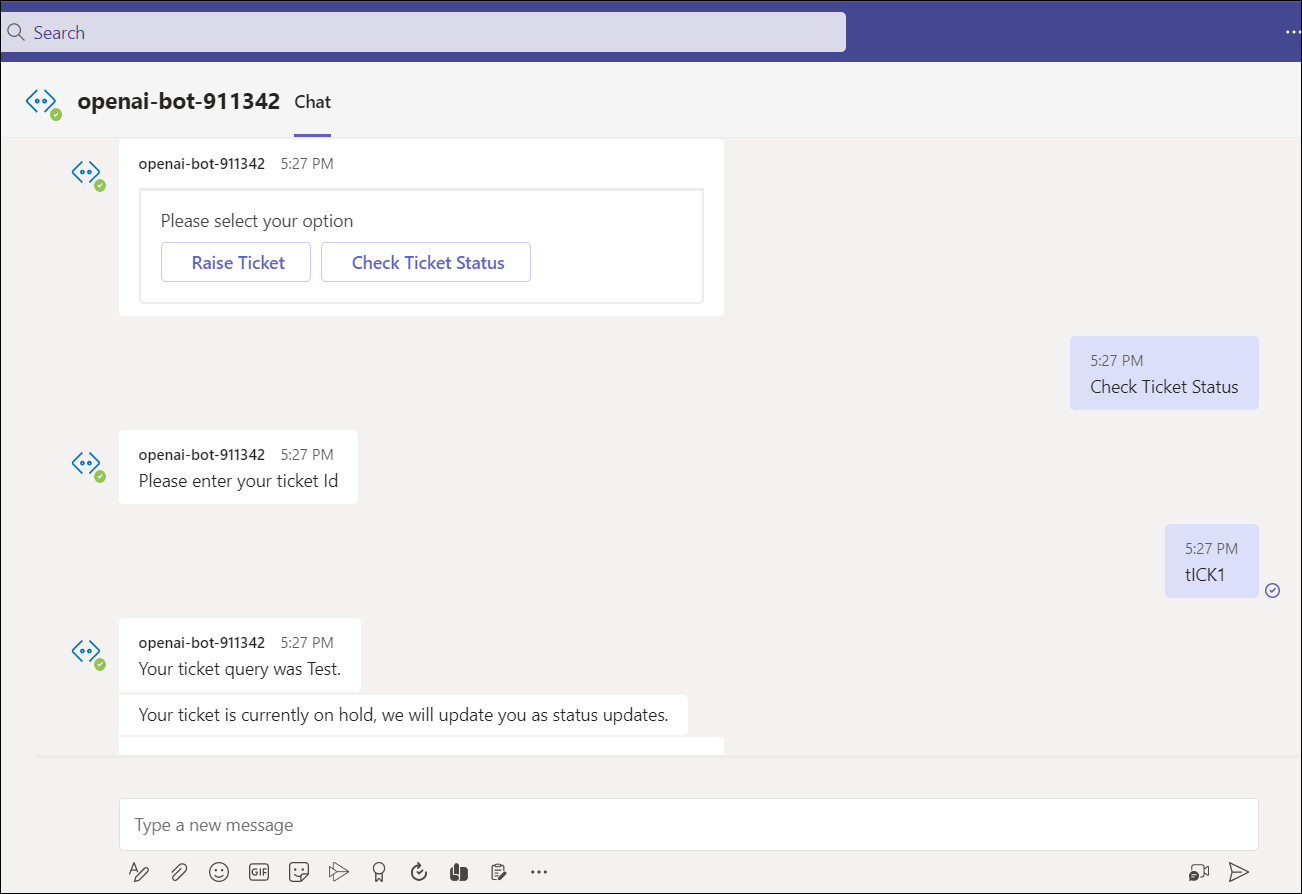 Search
openai-bot-911342 Chat
openai-bot-911342 5:27 PM
Please select your option
Raise Ticket Check Ticket Status
5:27 PM
Check Ticket Status
openai-bot-911342 5:27 PM
Please enter your ticket Id
5:27 PM
tICK1
openai-bot-911342 5:27 PM
Your ticket query was Test.
Your ticket is currently on hold, we will update you as status updates.
Type a new message
GIF